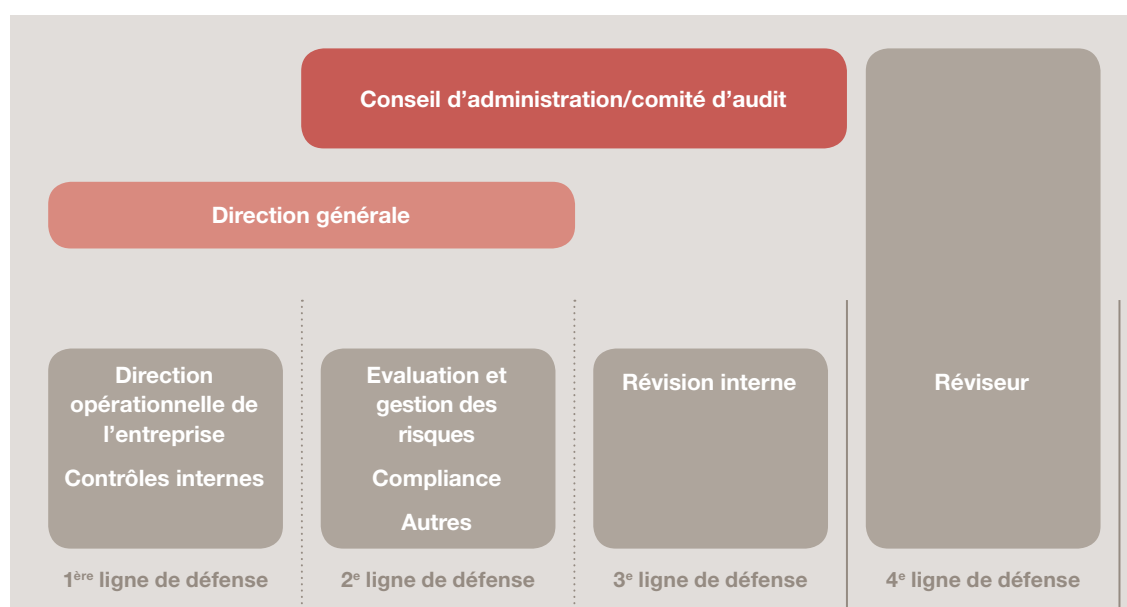 Conseil d’administration/comité d’audit
Direction générale
Direction
opérationnelle de
l’entreprise
Contrôles internes
Evaluation et
gestion des
risques
Compliance
Autres
Révision interne
Réviseur
1ère ligne de défense
2e ligne de défense
3e ligne de défense
4e ligne de défense